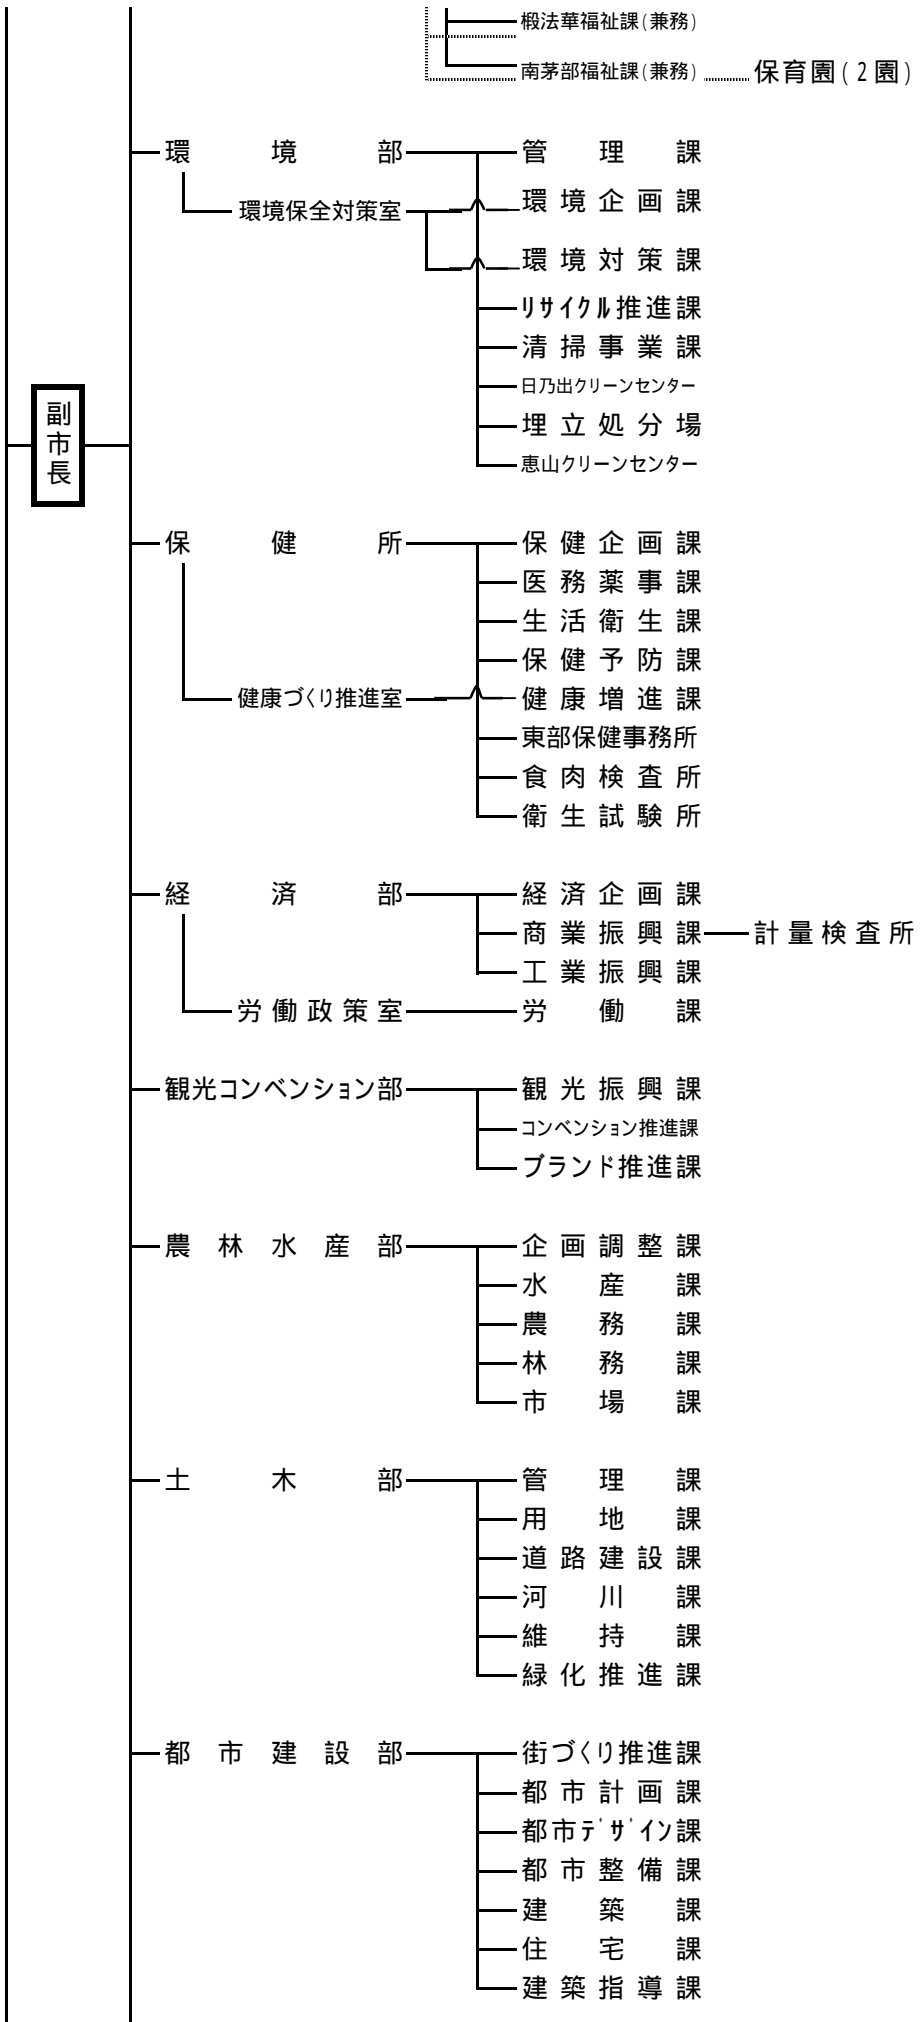 椴法華福祉課(兼務)
南茅部福祉課(兼務) 保育園(2園)
環境部 管理課
環境保全対策室 環境企画課
環境対策課
リサイクル推進課
清掃事業課
日乃出クリーンセンター
埋立処分場
恵山クリーンセンター
副市長
保健所 保健企画課
医務薬事課
生活衛生課
保健予防課
健康づくり推進室 健康増進課
東部保健事務所
食肉検査所
衛生試験所
経済部 経済企画課
商業振興課 計量検査所
工業振興課
労働政策室 労働課
観光コンベンション部 観光振興課
コンベンション推進課
ブランド推進課
農林水産部 企画調整課
水産課
農務課
林務課
市場課
土木部 管理課
用地課
道路建設課
河川課
維持課
緑化推進課
都市建設部 街づくり推進課
都市計画課
都市デザイン課
都市整備課
建築課
住宅課
建築指導課